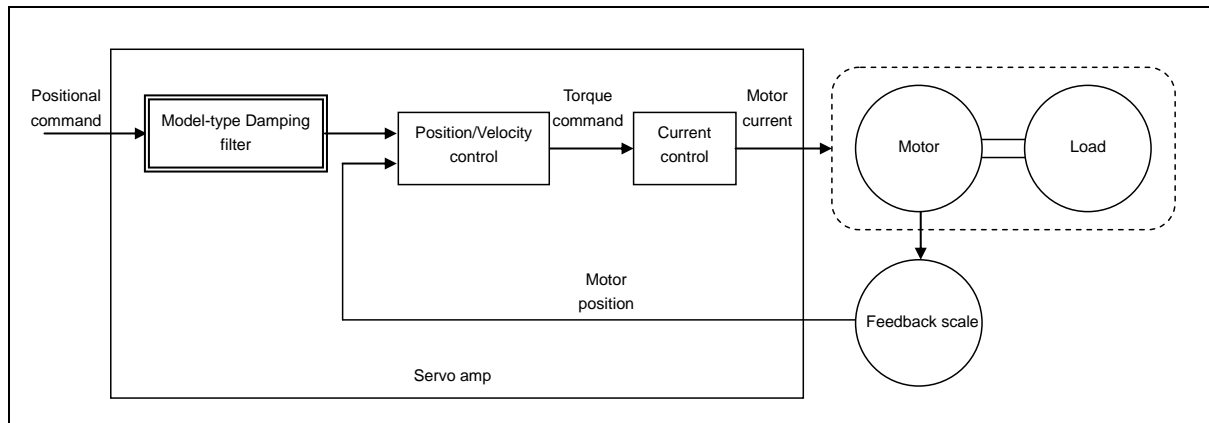 Positional
command
Model-type Damping
filter
Position/Velocity
control
Torque
command
Current
control
Motor
current
Motor
Load
Motor
position
Feedback scale
Servo amp